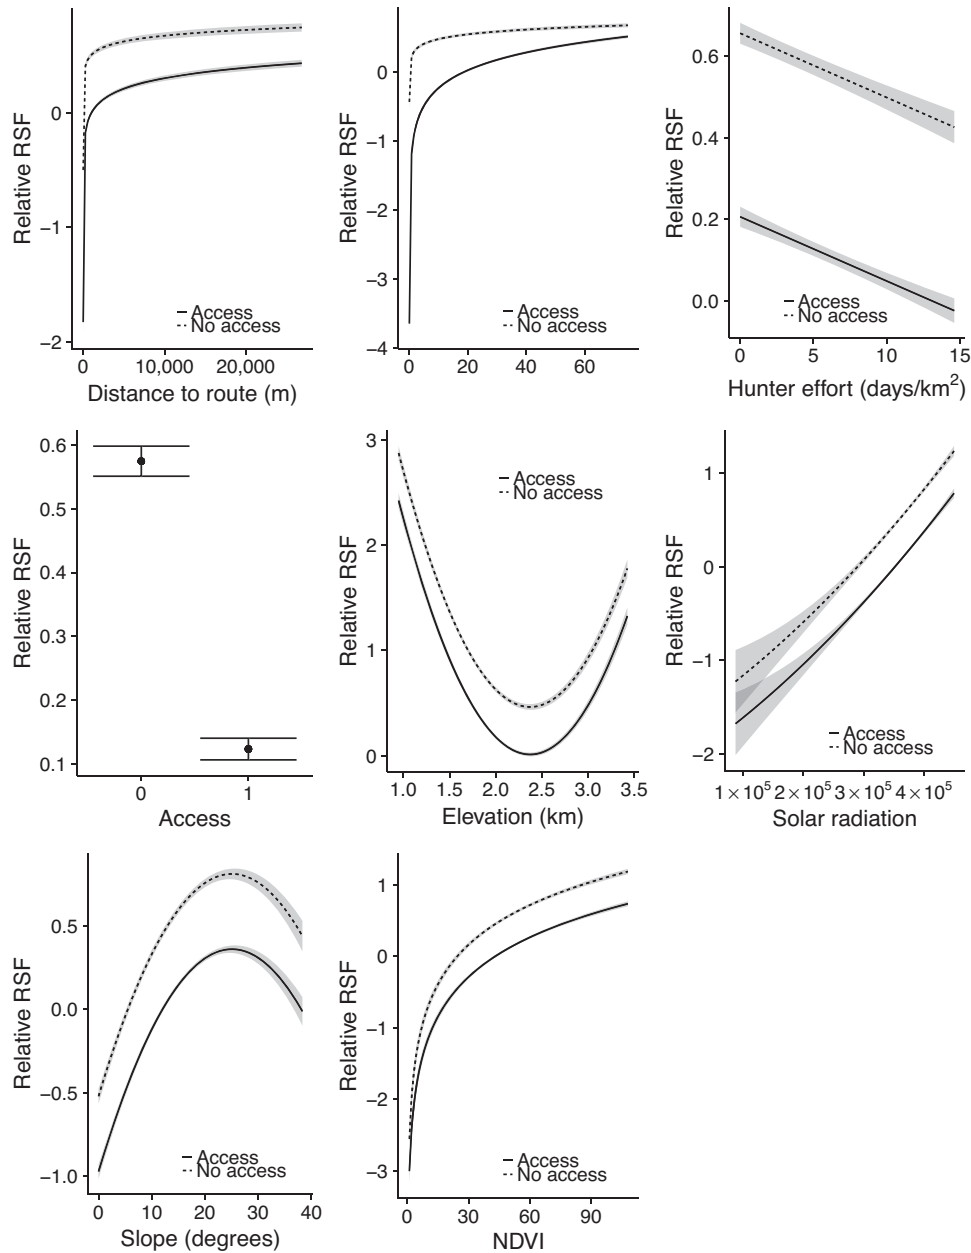 Relative RSF
0
−1
−2
Access
No access
0
10,000
20,000
Distance to route (m)
Relative RSF
0
−1
−2
−3
−4
Access
No access
0
20
40
60
Relative RSF
0.6
0.4
0.2
0.0
Access
No access
0
5
10
15
Hunter effort (days/km²)
Relative RSF
0.6
0.5
0.4
0.3
0.2
0.1
0
1
Access
Relative RSF
3
2
1
0
Access
No access
1.0
1.5
2.0
2.5
3.0
3.5
Elevation (km)
Relative RSF
1
0
−1
−2
Access
No access
1×10⁵
2×10⁵
3×10⁵
4×10⁵
Solar radiation
Relative RSF
0.5
0.0
−0.5
−1.0
Access
No access
0
10
20
30
40
Slope (degrees)
Relative RSF
1
0
−1
−2
−3
Access
No access
0
30
60
90
NDVI